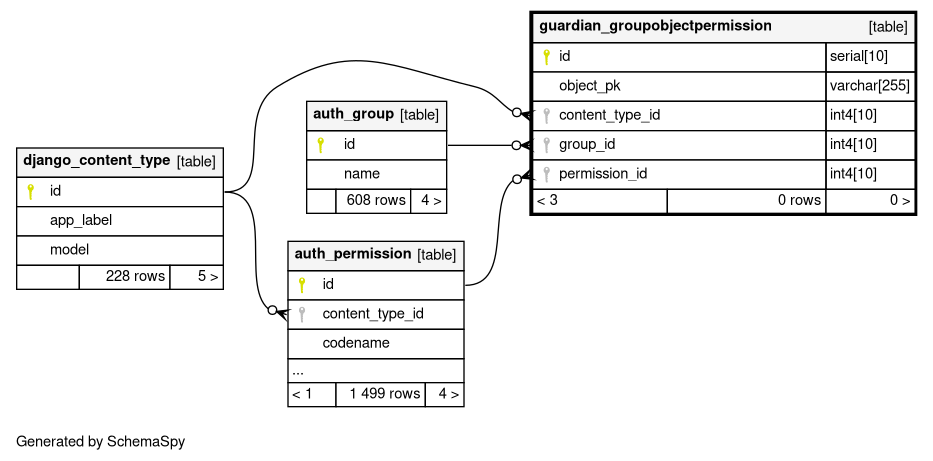 guardian_groupobjectpermission [table]
id serial[10]
object_pk varchar[255]
content_type_id int4[10]
group_id int4[10]
permission_id int4[10]
< 3 0 rows 0 >
auth_group [table]
id
name
608 rows 4 >
django_content_type [table]
id
app_label
model
228 rows 5 >
auth_permission [table]
id
content_type_id
codename
...
< 1 1 499 rows 4 >
Generated by SchemaSpy